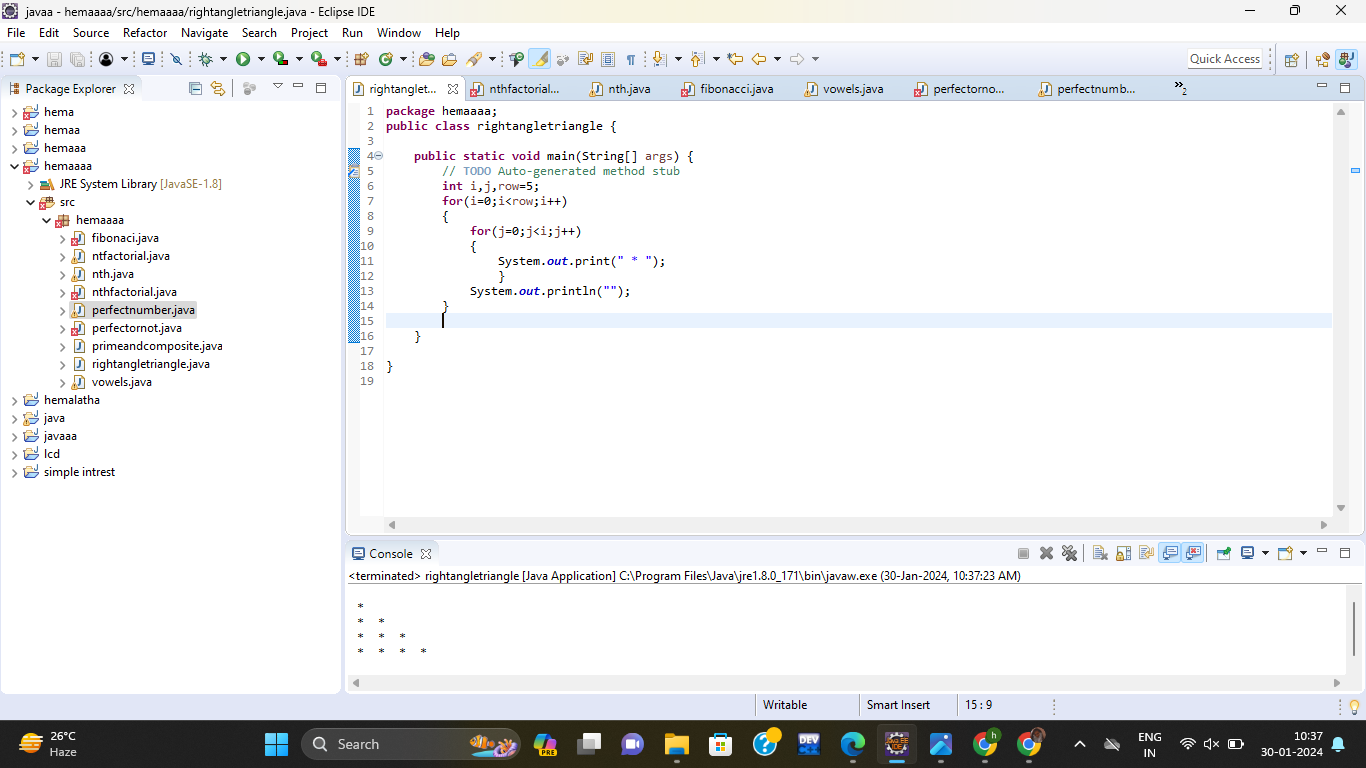 javaa - hemaaaa/src/hemaaaa/rightangletriangle.java - Eclipse IDE
File Edit Source Refactor Navigate Search Project Run Window Help
Quick Access
Package Explorer
hema
hemaa
hemaaa
hemaaaa
JRE System Library [JavaSE-1.8]
src
hemaaaa
fibonaci.java
ntfactorial.java
nth.java
nthfactorial.java
perfectnumber.java
perfectornot.java
primeandcomposite.java
rightangletriangle.java
vowels.java
hemalatha
java
javaaa
lcd
simple intrest
rightanglet... nthfactorial... nth.java fibonacci.java vowels.java perfectorno... perfectnumb... »2
1 package hemaaaa;
2 public class rightangletriangle {
3
4 public static void main(String[] args) {
5 // TODO Auto-generated method stub
6 int i,j,row=5;
7 for(i=0;i<row;i++)
8 {
9 for(j=0;j<i;j++)
10 {
11 System.out.print(" * ");
12 }
13 System.out.println("");
14 }
15
16 }
17
18 }
19
Console
<terminated> rightangletriangle [Java Application] C:\Program Files\Java\jre1.8.0_171\bin\javaw.exe (30-Jan-2024, 10:37:23 AM)
*
* *
* * *
* * * *
Writable Smart Insert 15 : 9
26°C
Haze
Search
PRE
DEV
JAVA EE
IDE
h
ENG
IN
10:37
30-01-2024